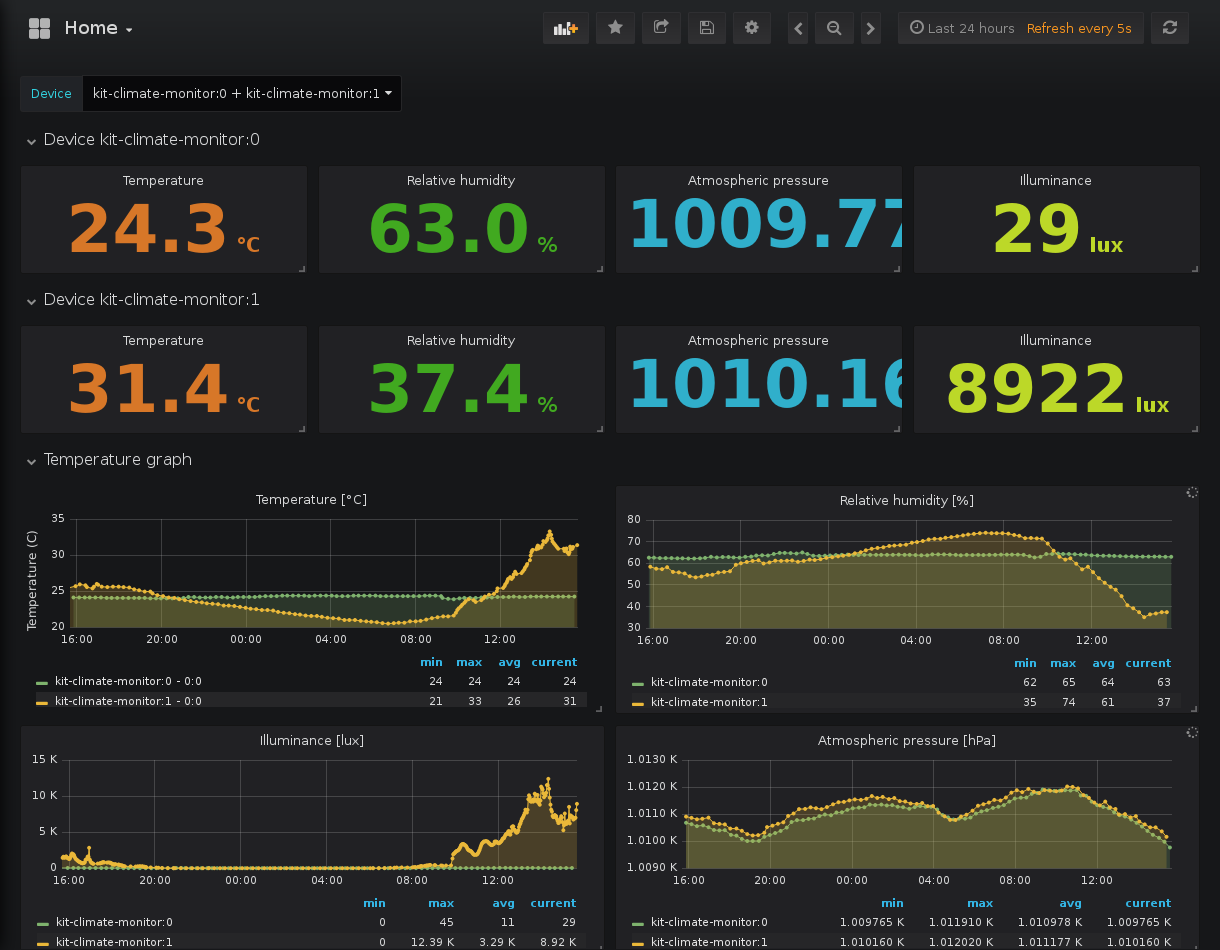 Home
Last 24 hours Refresh every 5s
Device kit-climate-monitor:0 + kit-climate-monitor:1
Device kit-climate-monitor:0
Temperature Relative humidity Atmospheric pressure Illuminance
24.3 °C 63.0 % 1009.77 29 lux
Device kit-climate-monitor:1
Temperature Relative humidity Atmospheric pressure Illuminance
31.4 °C 37.4 % 1010.16 8922 lux
Temperature graph
Temperature [°C]
Temperature (C)
35
30
25
20
16:00 20:00 00:00 04:00 08:00 12:00
min max avg current
kit-climate-monitor:0 - 0:0 24 24 24 24
kit-climate-monitor:1 - 0:0 21 33 26 31
Relative humidity [%]
80
70
60
50
40
30
16:00 20:00 00:00 04:00 08:00 12:00
min max avg current
kit-climate-monitor:0 62 65 64 63
kit-climate-monitor:1 35 74 61 37
Illuminance [lux]
15 K
10 K
5 K
0
16:00 20:00 00:00 04:00 08:00 12:00
min max avg current
kit-climate-monitor:0 0 45 11 29
kit-climate-monitor:1 0 12.39 K 3.29 K 8.92 K
Atmospheric pressure [hPa]
1.0130 K
1.0120 K
1.0110 K
1.0100 K
1.0090 K
16:00 20:00 00:00 04:00 08:00 12:00
min max avg current
kit-climate-monitor:0 1.009765 K 1.011910 K 1.010978 K 1.009765 K
kit-climate-monitor:1 1.010160 K 1.012020 K 1.011177 K 1.010160 K